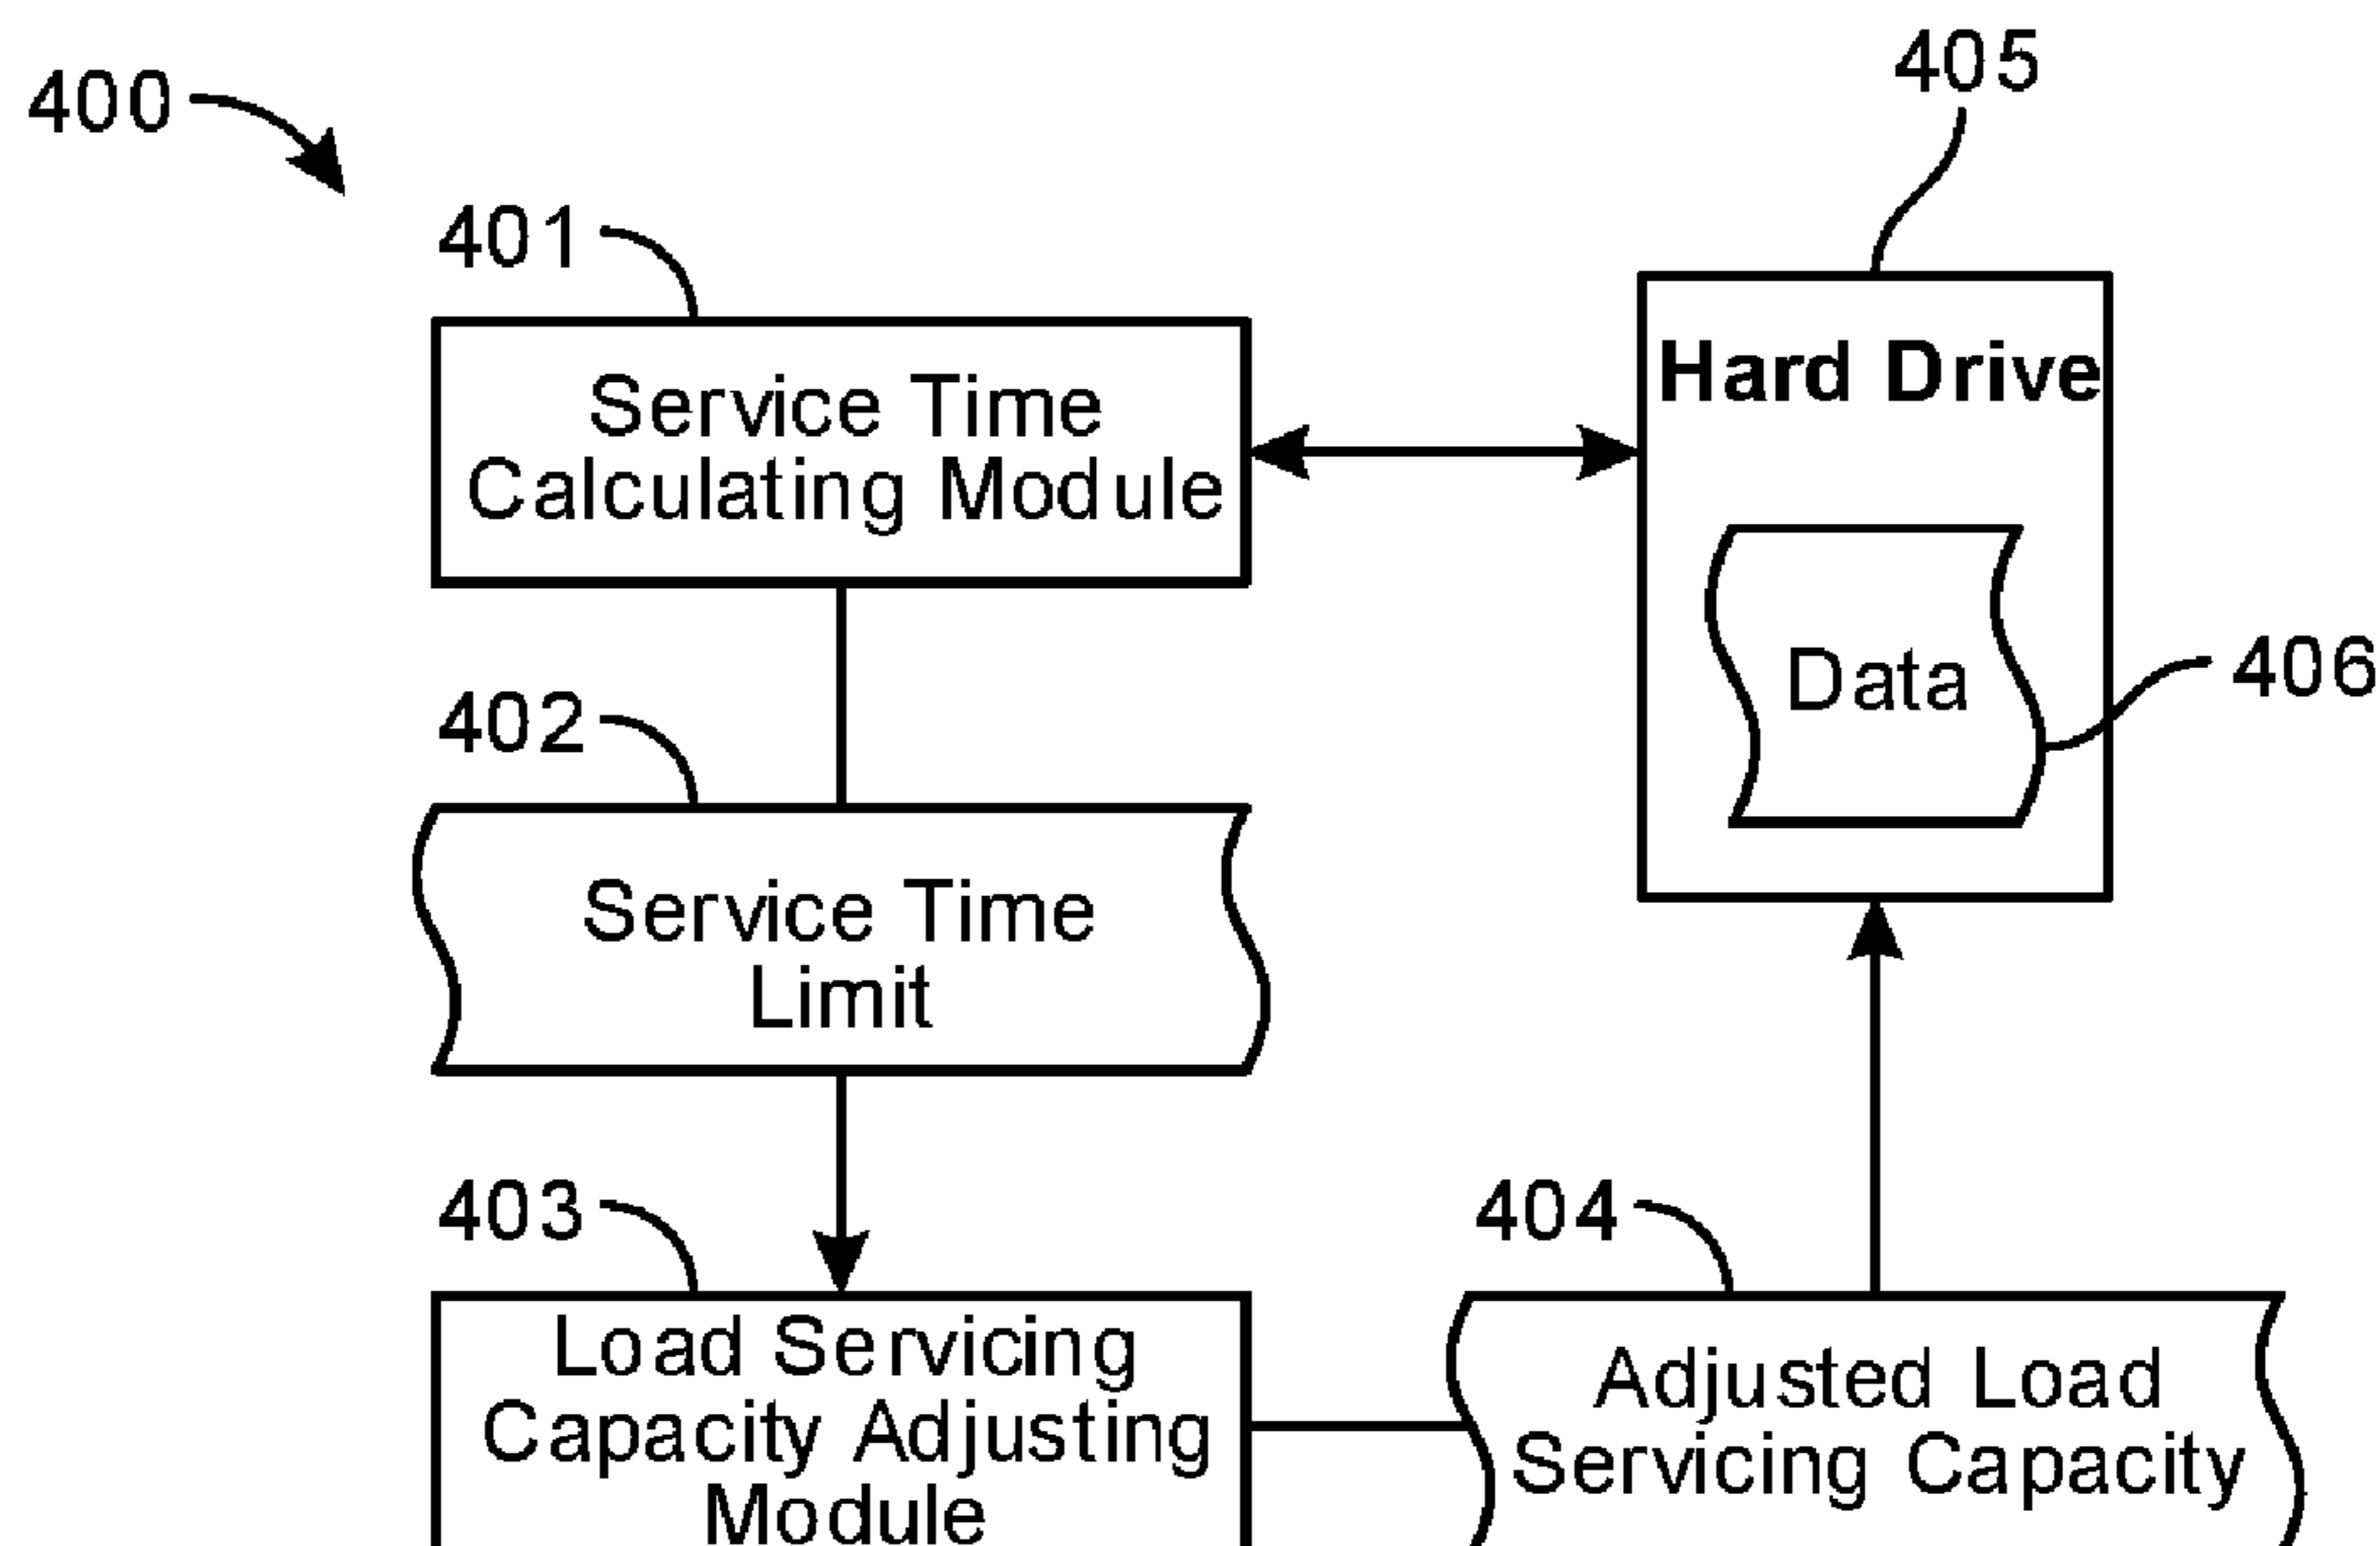 400
405
401
Hard Drive
Service Time
Calculating Module
Data
406
402
Service Time
Limit
403
404
Load Servicing
Capacity Adjusting
Module
Adjusted Load
Servicing Capacity